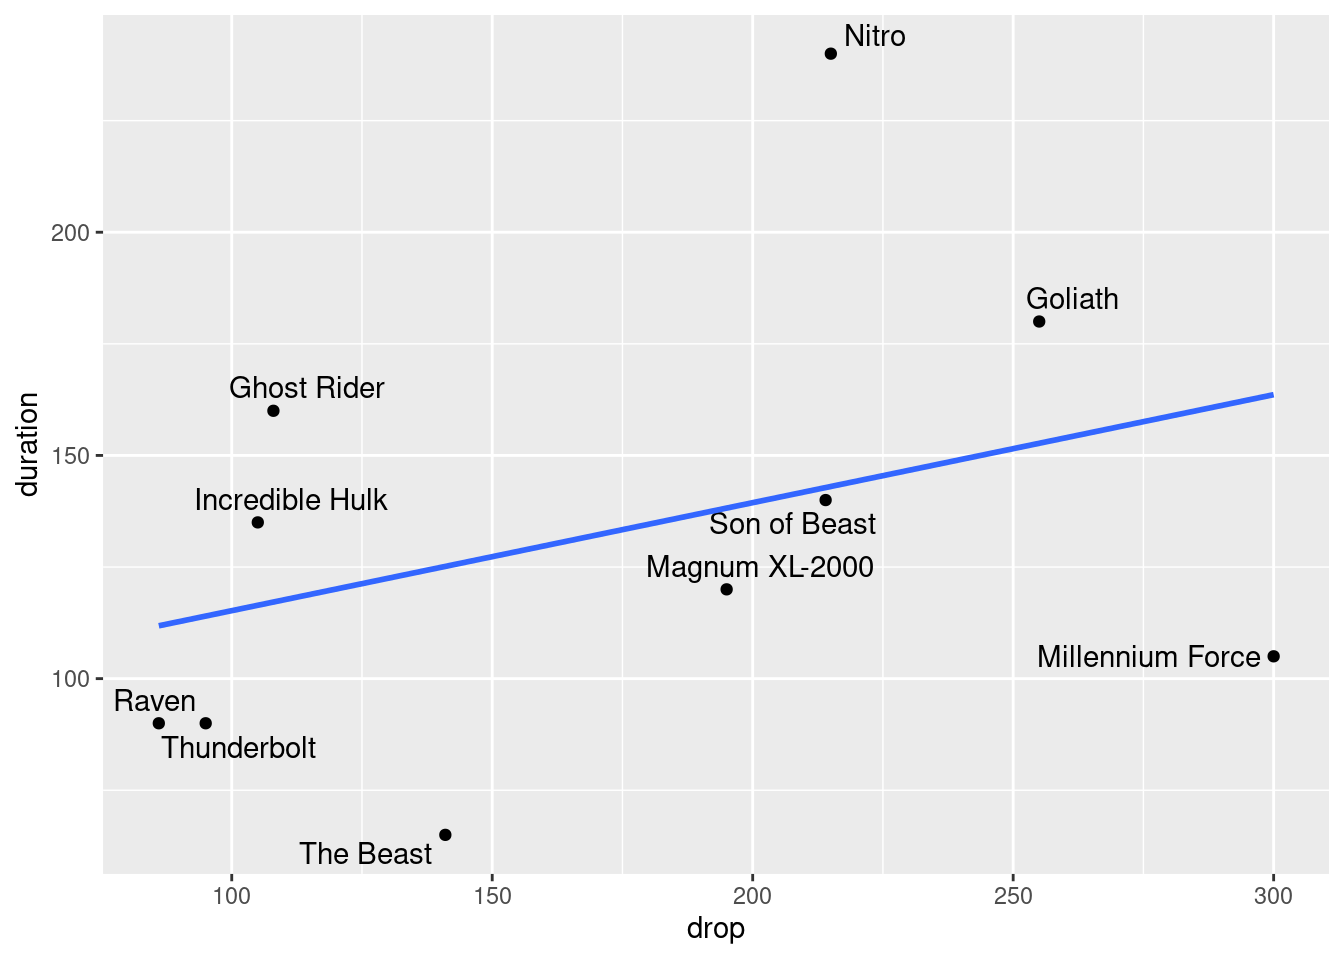 Nitro
200
Goliath
Ghost Rider
duration
150
Incredible Hulk
Son of Beast
Magnum XL-2000
Millennium Force
100
Raven
Thunderbolt
The Beast
100 150 200 250 300
drop